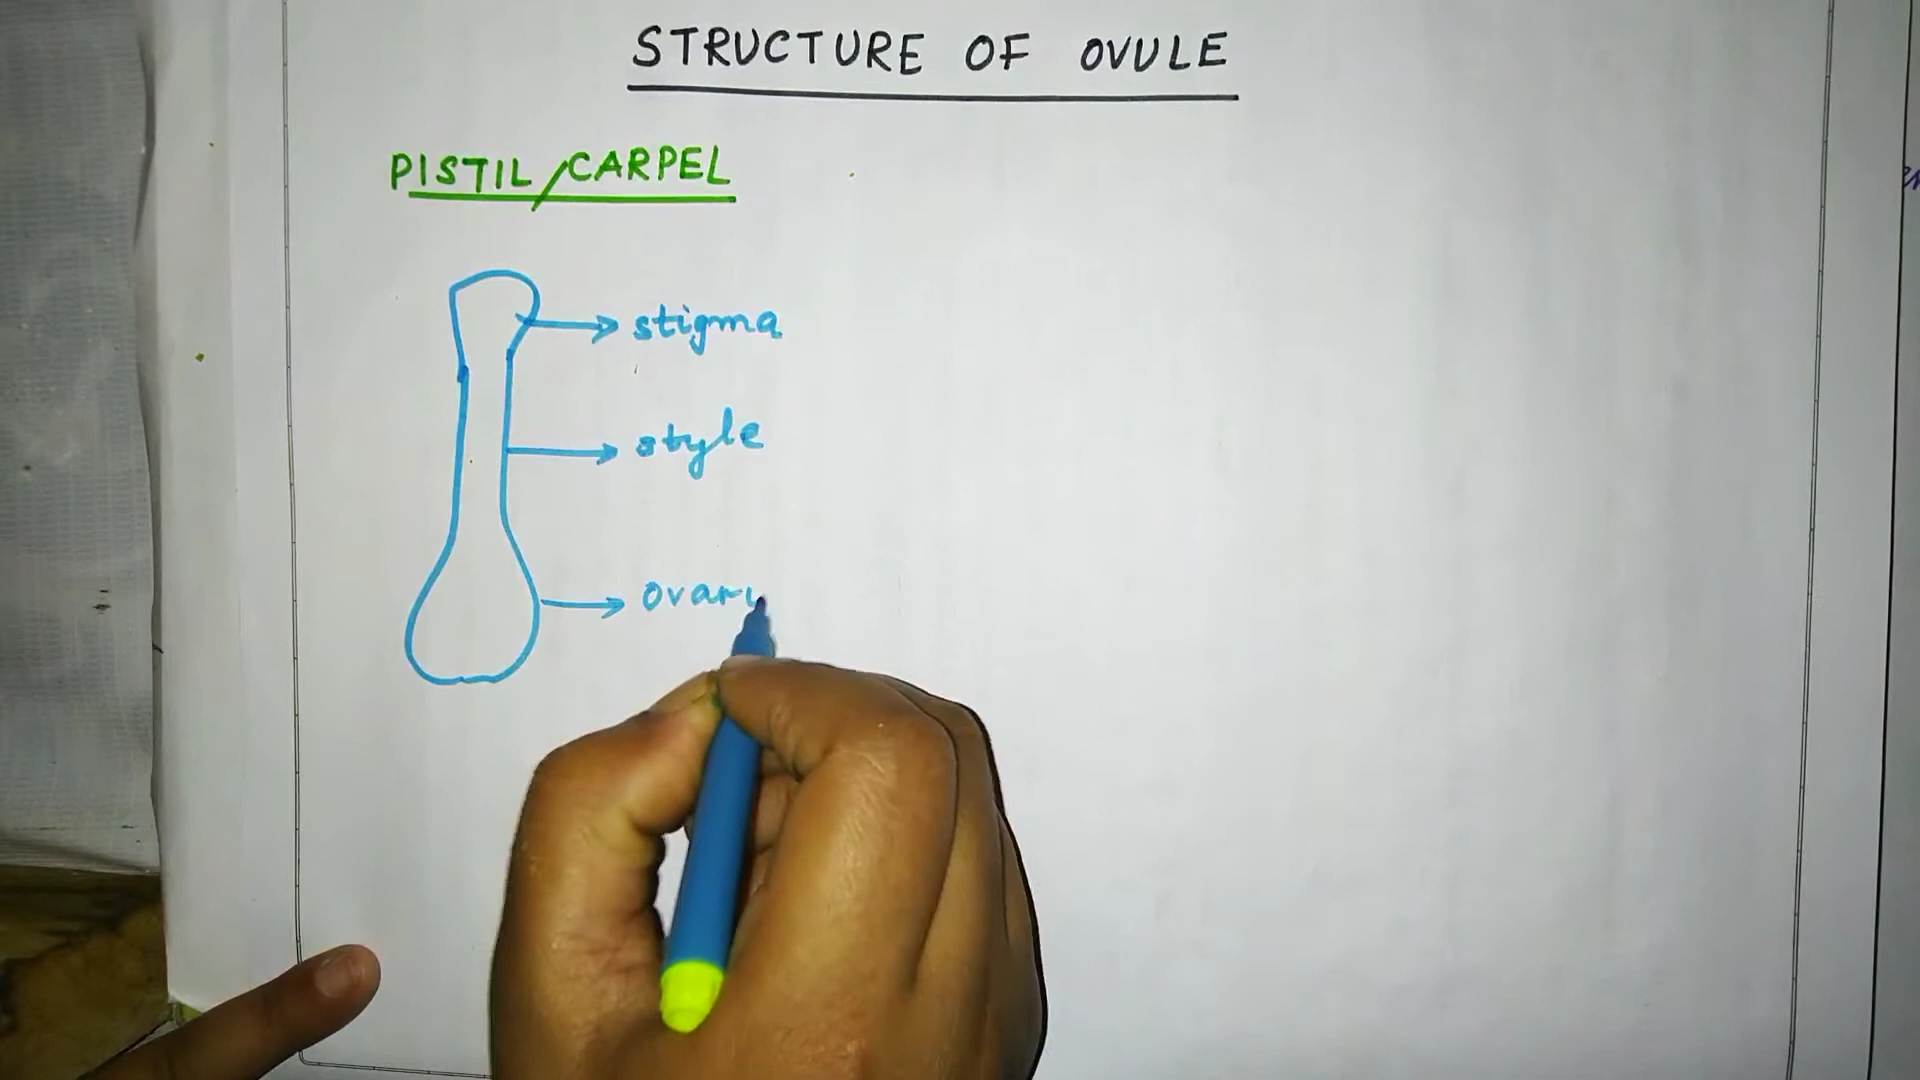 STRUCTURE OF OVULE
PISTIL/CARPEL
stigma
style
ovary